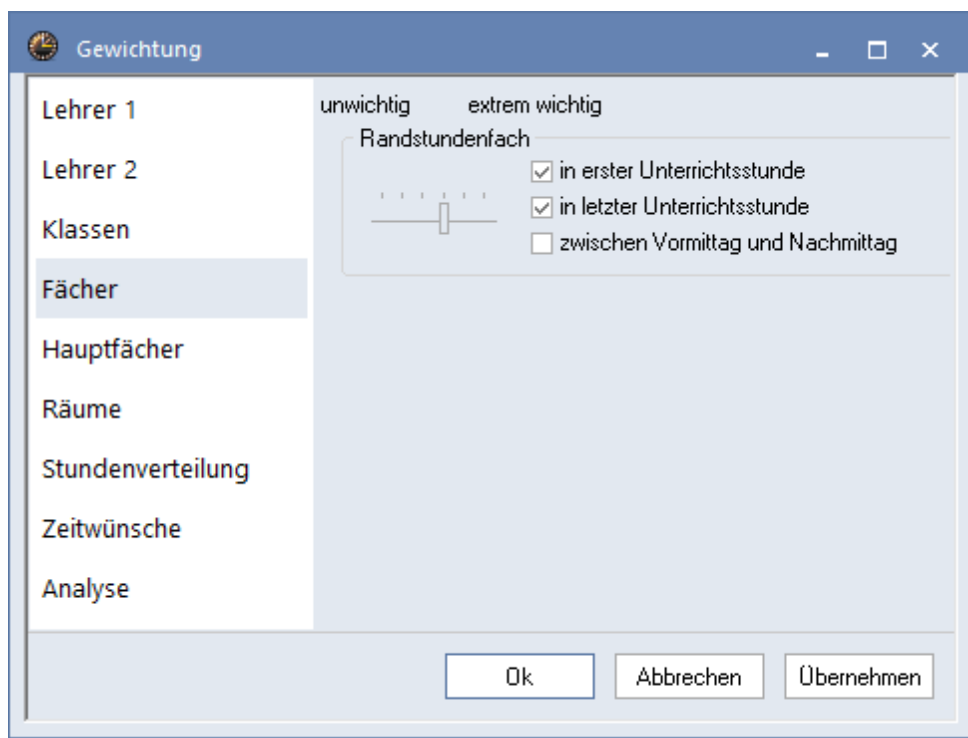 Gewichtung
Lehrer 1
Lehrer 2
Klassen
Fächer
Hauptfächer
Räume
Stundenverteilung
Zeitwünsche
Analyse
unwichtig extrem wichtig
Randstundenfach
in erster Unterrichtsstunde
in letzter Unterrichtsstunde
zwischen Vormittag und Nachmittag
Ok Abbrechen Übernehmen